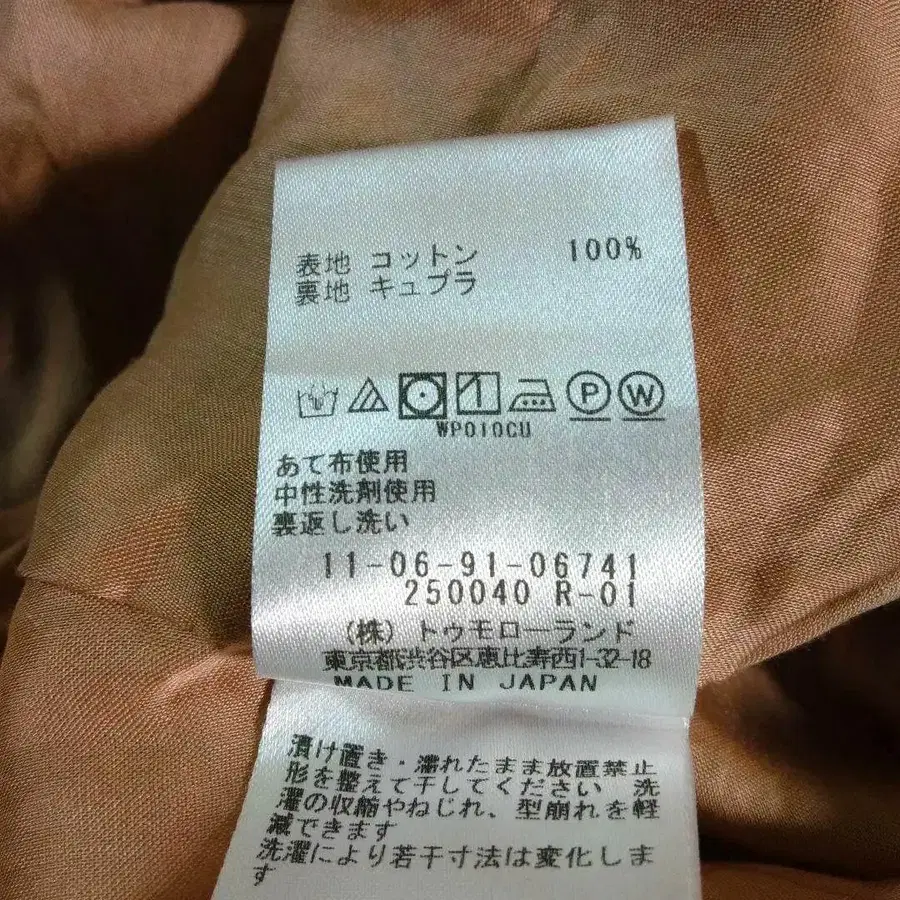 表地 コットン 100%
裏地 キュプラ
P W
WP010CU
あて布使用
中性洗剤使用
裏返し洗い
11-06-91-06741
250040 R-01
(株) トゥモローランド
東京都渋谷区恵比寿西1-32-18
MADE IN JAPAN
漬け置き・濡れたまま放置禁止
形を整えて干してください 洗
濯の収縮やねじれ、型崩れを軽
減できます
洗濯により若干寸法は変化しま
す